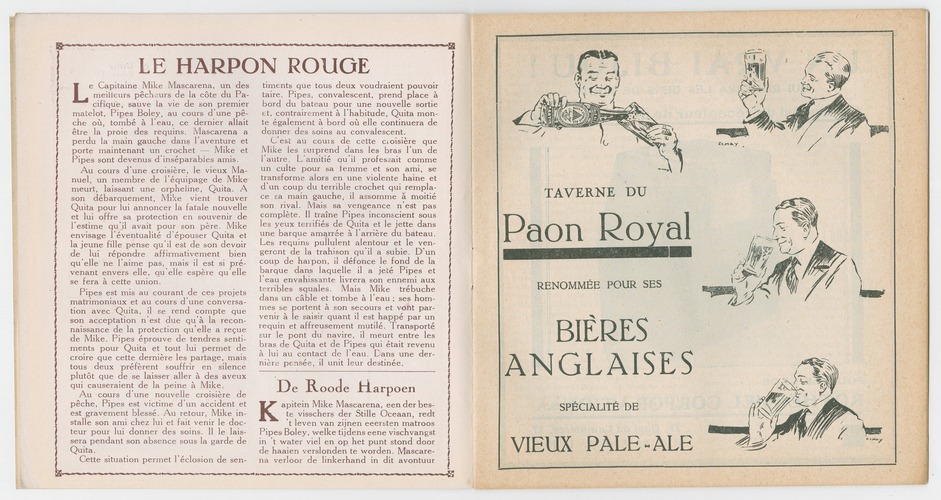 LE HARPON ROUGE
Le Capitaine Mike Mascarena, un des
meilleurs pêcheurs de la côte du Pa-
cifique, sauve la vie de son premier
matelot, Pipes Boley, au cours d'une pê-
che où, tombé à l'eau, ce dernier allait
être la proie des requins. Mascarena a
perdu la main gauche dans l'aventure et
porte maintenant un crochet — Mike et
Pipes sont devenus d'inséparables amis.
Au cours d'une croisière, le vieux Ma-
nuel, un membre de l'équipage de Mike
meurt, laissant une orpheline, Quita. A
son débarquement, Mike vient trouver
Quita pour lui annoncer la fatale nouvelle
et lui offre sa protection en souvenir de
l'estime qu'il avait pour son père. Mike
envisage l'éventualité d'épouser Quita et
la jeune fille pense qu'il est de son devoir
de lui répondre affirmativement bien
qu'elle ne l'aime pas, mais il est si pré-
venant envers elle, qu'elle espère qu'elle
se fera à cette union.
Pipes est mis au courant de ces projets
matrimoniaux et au cours d'une conversa-
tion avec Quita, il se rend compte que
son acceptation n'est due qu'à la recon-
naissance de la protection qu'elle a reçue
de Mike. Pipes éprouve de tendres senti-
ments pour Quita et tout lui permet de
croire que cette dernière les partage, mais
tous deux préfèrent souffrir en silence
plutôt que de se laisser aller à des aveux
qui causeraient de la peine à Mike.
Au cours d'une nouvelle croisière de
pêche, Pipes est victime d'un accident et
est gravement blessé. Au retour, Mike in-
stalle son ami chez lui et fait venir le doc-
teur pour lui donner des soins. Il le lais-
sera pendant son absence sous la garde de
Quita.
Cette situation permet l'éclosion de sen-
timents que tous deux voudraient pouvoir
taire. Pipes, convalescent, prend place à
bord du bateau pour une nouvelle sortie
et, contrairement à l'habitude, Quita mon-
te également à bord où elle continuera de
donner des soins au convalescent.
C'est au cours de cette croisière que
Mike les surprend dans les bras l'un de
l'autre. L'amitié qu'il professait comme
un culte pour sa femme et son ami, se
transforme alors en une violente haine et
d'un coup du terrible crochet qui rempla-
ce sa main gauche, il assomme à moitié
son rival. Mais sa vengeance n'est pas
complète. Il traîne Pipes inconscient sous
les yeux terrifiés de Quita et le jette dans
une barque amarrée à l'arrière du bateau.
Les requins pullulent alentour et le ven-
geront de la trahison qu'il a subie. D'un
coup de harpon, il défonce le fond de la
barque dans laquelle il a jeté Pipes et
l'eau envahissante livrera son ennemi aux
terribles squales. Mais Mike trébuche
dans un câble et tombe à l'eau; ses hom-
mes se portent à son secours et vont par-
venir à le saisir quand il est happé par un
requin et affreusement mutilé. Transporté
sur le pont du navire, il meurt entre les
bras de Quita et de Pipes qui était revenu
à lui au contact de l'eau. Dans une der-
nière pensée, il unit leur destinée.
De Roode Harpoen
Kapitein Mike Mascarena, een der bes-
te visschers der Stille Oceaan, redt
't leven van zijnen eersten matroos
Pipes Boley, welke tijdens eene vischvangst
in 't water viel en op het punt stond door
de haaien verslonden te worden. Mascare-
na verloor de linkerhand in dit avontuur
TAVERNE DU
Paon Royal
RENOMMÉE POUR SES
BIÈRES
ANGLAISES
SPÉCIALITÉ DE
VIEUX PALE-ALE